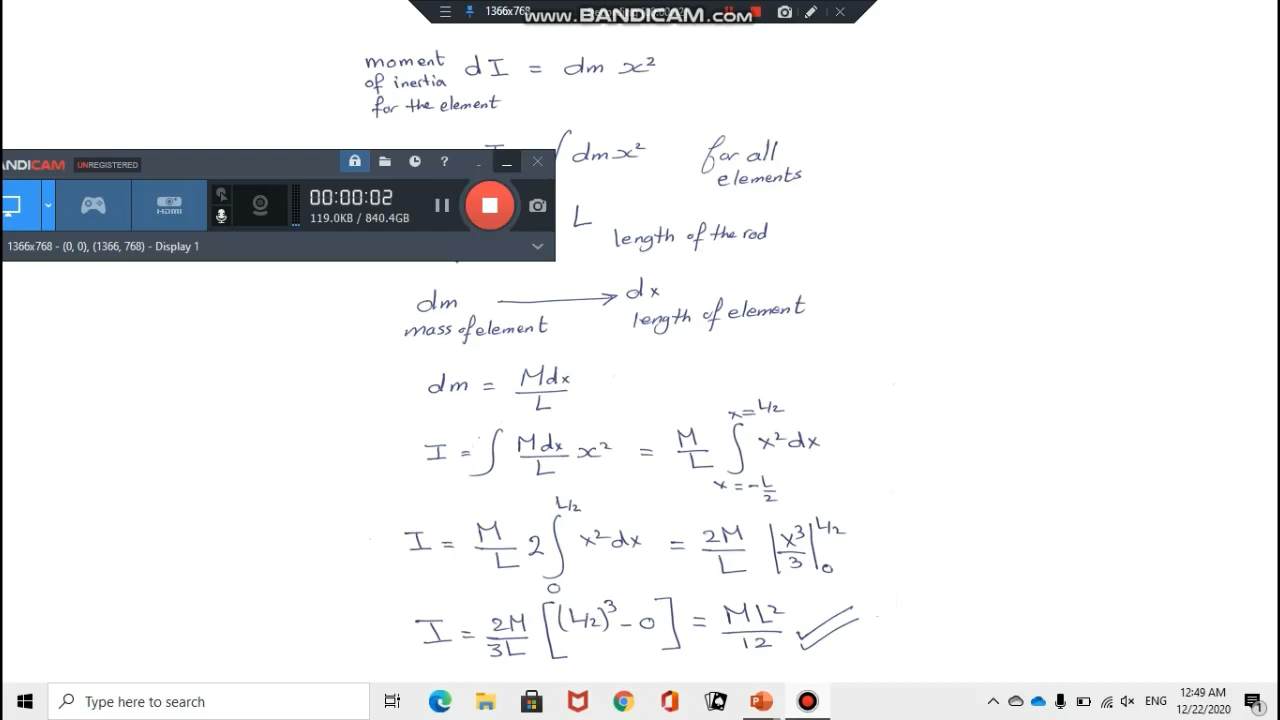 1366x768
www.BANDICAM.com
moment
of inertia
for the element
dI = dm x²
∫ dm x² for all
elements
ANDICAM UNREGISTERED
?
HDMI
00:00:02
119.0KB / 840.4GB
1366x768 - (0, 0), (1366, 768) - Display 1
L
length of the rod
dm ⟶ dx
mass of element length of element
dm = Mdx/L
I = ∫ Mdx/L x² = M/L ∫_{x=-L/2}^{x=L/2} x²dx
I = M/L 2 ∫_0^{L/2} x²dx = 2M/L |x³/3|_0^{L/2}
I = 2M/3L [(L/2)³ - 0] = ML²/12
Type here to search
ENG
12:49 AM
12/22/2020
1